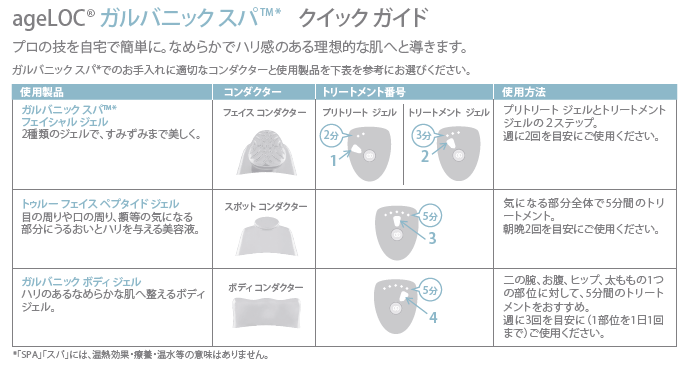 ageLOC® ガルバニック スパ™* クイック ガイド
プロの技を自宅で簡単に。なめらかでハリ感のある理想的な肌へと導きます。
ガルバニック スパ*でのお手入れに適切なコンダクターと使用製品を下表を参考にお選びください。
使用製品 コンダクター トリートメント番号 使用方法
ガルバニック スパ™*
フェイシャル ジェル
2種類のジェルで、すみずみまで美しく。
フェイス コンダクター
プリトリート ジェル
2分
1
トリートメント ジェル
3分
2
プリトリート ジェルとトリートメント
ジェルの2ステップ。
週に2回を目安にご使用ください。
トゥルー フェイス ペプタイド ジェル
目の周りや口の周り、額等の気になる
部分にうるおいとハリを与える美容液。
スポット コンダクター
5分
3
気になる部分全体で5分間のトリ
ートメント。
朝晩2回を目安にご使用ください。
ガルバニック ボディ ジェル
ハリのあるなめらかな肌へ整えるボディ
ジェル。
ボディ コンダクター
5分
4
二の腕、お腹、ヒップ、太ももの1つ
の部位に対して、5分間のトリート
メントをおすすめ。
週に3回を目安に（1部位を1日1回
まで）ご使用ください。
*「SPA」「スパ」には、温熱効果・療養・温水等の意味はありません。